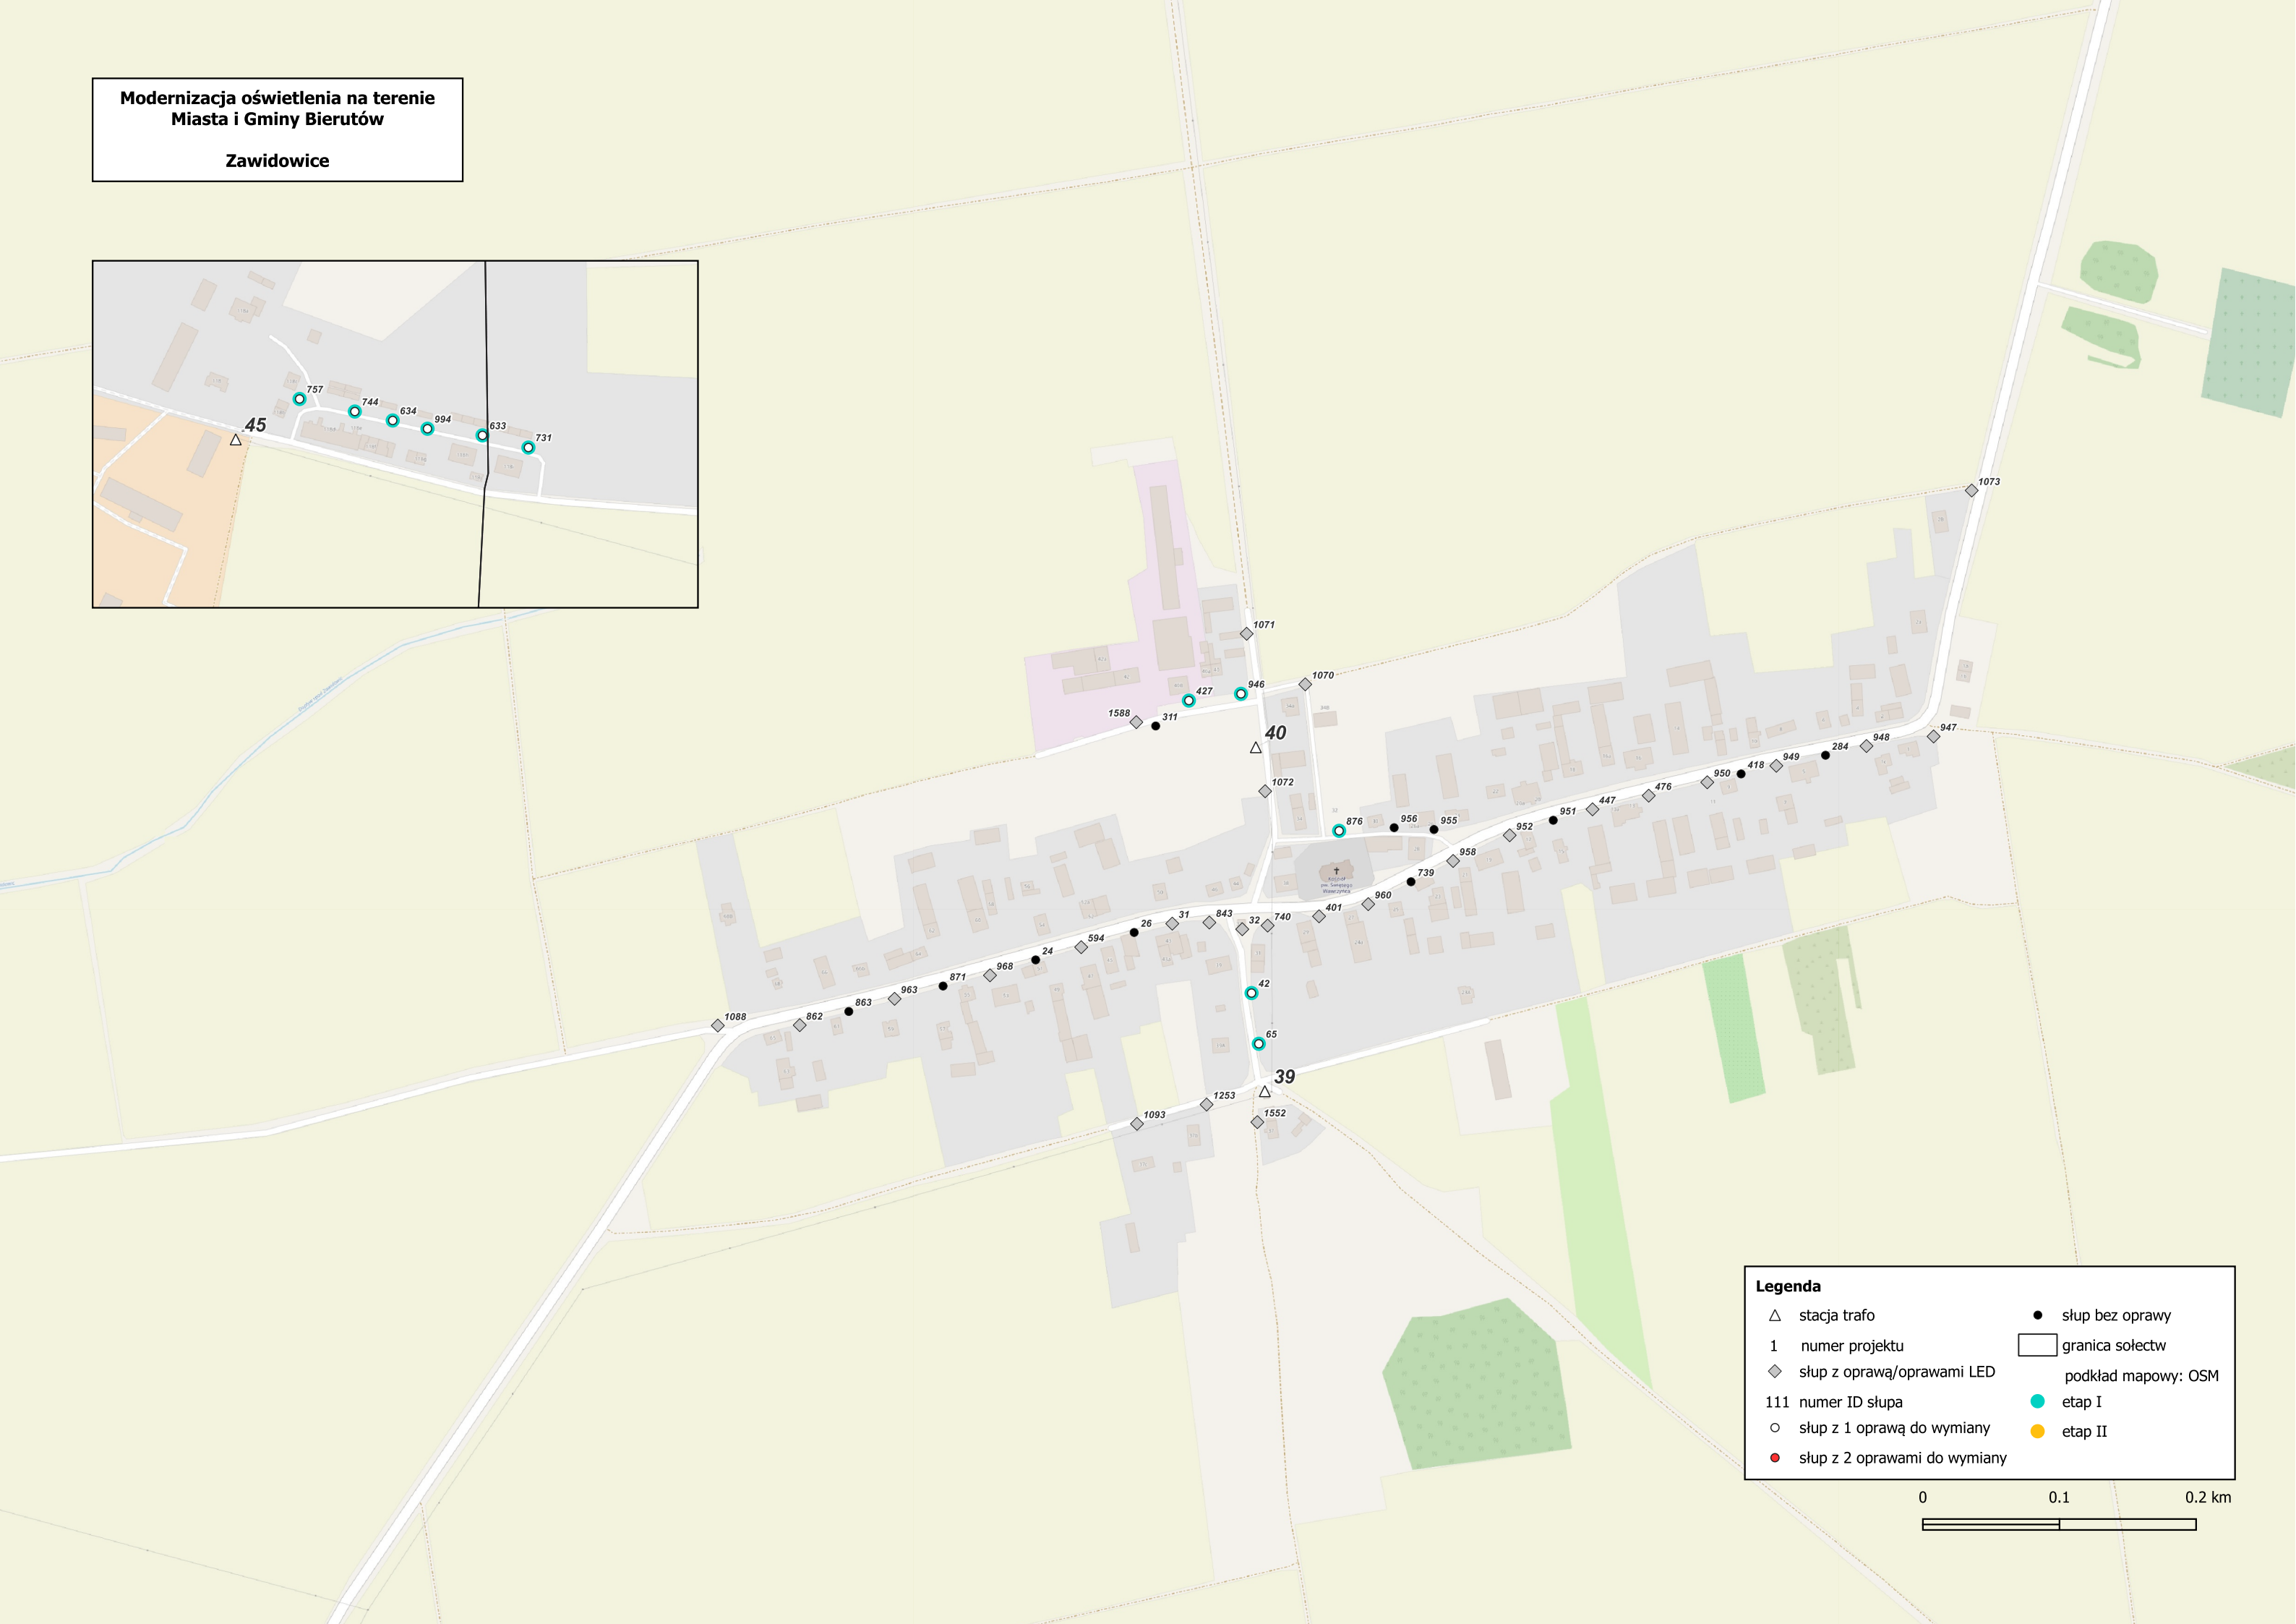 Modernizacja oświetlenia na terenie
Miasta i Gminy Bierutów
Zawidowice
757
744
634
994
633
731
45
1073
1071
1070
946
427
1588
311
40
1072
947
948
284
949
418
950
476
447
951
952
876
956
955
958
739
960
401
740
32
843
31
26
594
24
968
871
963
863
862
1088
42
65
39
1253
1093
1552
Kościół
pw. Świętego
Wawrzyńca
Legenda
stacja trafo
1 numer projektu
słup z oprawą/oprawami LED
111 numer ID słupa
słup z 1 oprawą do wymiany
słup z 2 oprawami do wymiany
słup bez oprawy
granica sołectw
podkład mapowy: OSM
etap I
etap II
0 0.1 0.2 km